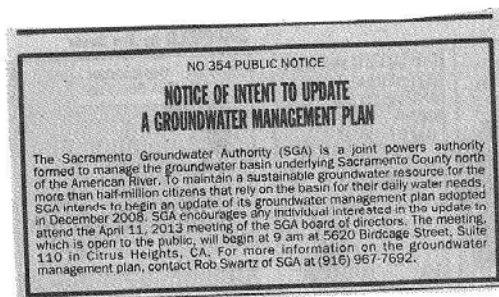 NO 354 PUBLIC NOTICE
NOTICE OF INTENT TO UPDATE
A GROUNDWATER MANAGEMENT PLAN
The Sacramento Groundwater Authority (SGA) is a joint powers authority
formed to manage the groundwater basin underlying Sacramento County north
of the American River. To maintain a sustainable groundwater resource for the
more than half-million citizens that rely on the basin for their daily water needs,
SGA intends to begin an update of its groundwater management plan adopted
in December 2008. SGA encourages any individual interested in the update to
attend the April 11, 2013 meeting of the SGA board of directors. The meeting,
which is open to the public, will begin at 9 am at 5620 Birdcage Street, Suite
110 in Citrus Heights, CA. For more information on the groundwater
management plan, contact Rob Swartz of SGA at (916) 967-7692.